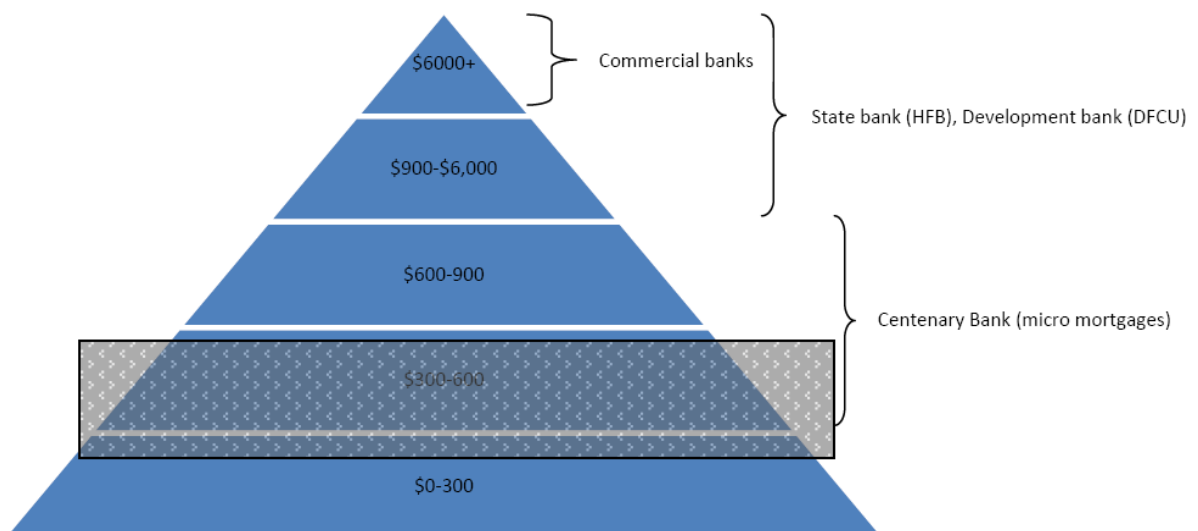 $6000+
Commercial banks
State bank (HFB), Development bank (DFCU)
$900-$6,000
$600-900
Centenary Bank (micro mortgages)
$300-600
$0-300